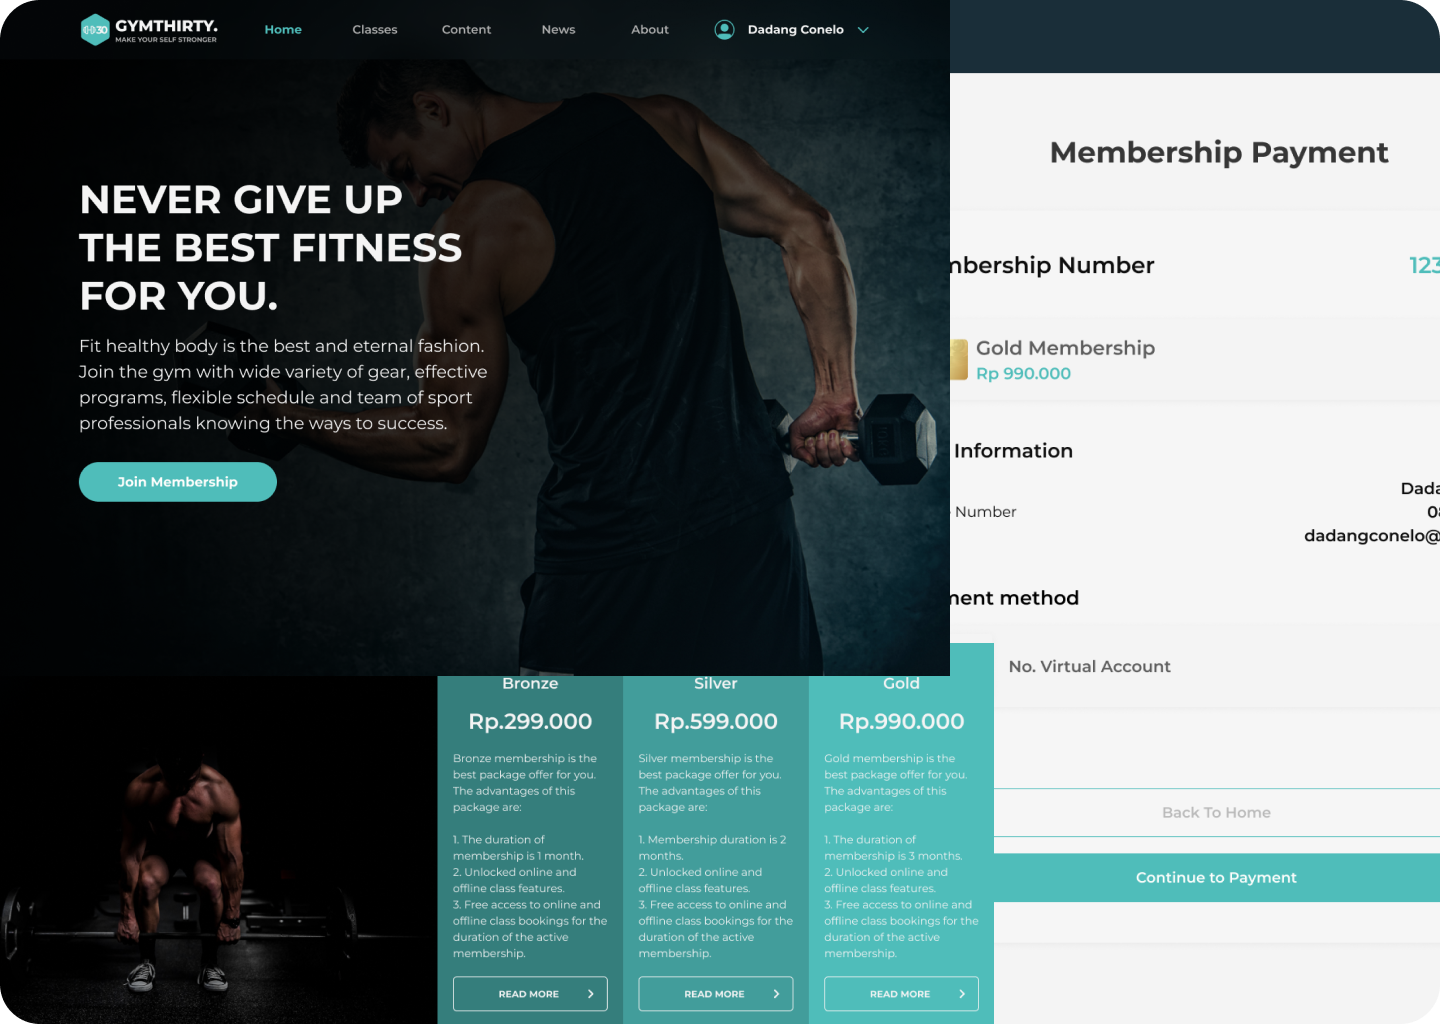 30 GYMTHIRTY.
MAKE YOUR SELF STRONGER
Home
Classes
Content
News
About
Dadang Conelo
NEVER GIVE UP
THE BEST FITNESS
FOR YOU.
Fit healthy body is the best and eternal fashion.
Join the gym with wide variety of gear, effective
programs, flexible schedule and team of sport
professionals knowing the ways to success.
Join Membership
Membership Payment
mbership Number
123
Gold Membership
Rp 990.000
Information
Dada
Number
08
dadangconelo@
ment method
No. Virtual Account
Back To Home
Continue to Payment
Bronze
Rp.299.000
Bronze membership is the
best package offer for you.
The advantages of this
package are:
1. The duration of
membership is 1 month.
2. Unlocked online and
offline class features.
3. Free access to online and
offline class bookings for the
duration of the active
membership.
READ MORE
Silver
Rp.599.000
Silver membership is the
best package offer for you.
The advantages of this
package are:
1. Membership duration is 2
months.
2. Unlocked online and
offline class features.
3. Free access to online and
offline class bookings for the
duration of the active
membership.
READ MORE
Gold
Rp.990.000
Gold membership is the
best package offer for you.
The advantages of this
package are:
1. The duration of
membership is 3 months.
2. Unlocked online and
offline class features.
3. Free access to online and
offline class bookings for the
duration of the active
membership.
READ MORE